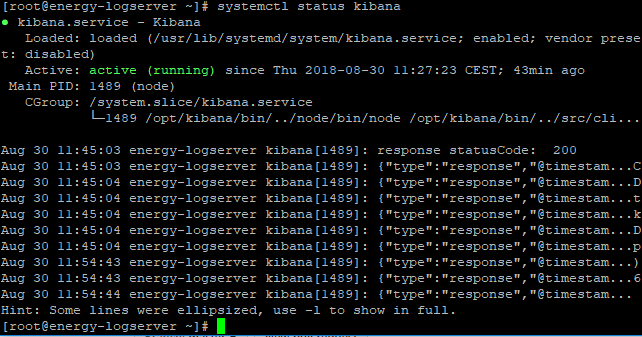 [root@energy-logserver ~]# systemctl status kibana
● kibana.service - Kibana
Loaded: loaded (/usr/lib/systemd/system/kibana.service; enabled; vendor prese
t: disabled)
Active: active (running) since Thu 2018-08-30 11:27:23 CEST; 43min ago
Main PID: 1489 (node)
CGroup: /system.slice/kibana.service
└─1489 /opt/kibana/bin/../node/bin/node /opt/kibana/bin/../src/cli...

Aug 30 11:45:03 energy-logserver kibana[1489]: response statusCode:  200
Aug 30 11:45:03 energy-logserver kibana[1489]: {"type":"response","@timestam...C
Aug 30 11:45:04 energy-logserver kibana[1489]: {"type":"response","@timestam...D
Aug 30 11:45:04 energy-logserver kibana[1489]: {"type":"response","@timestam...t
Aug 30 11:45:04 energy-logserver kibana[1489]: {"type":"response","@timestam...k
Aug 30 11:45:04 energy-logserver kibana[1489]: {"type":"response","@timestam...D
Aug 30 11:45:04 energy-logserver kibana[1489]: {"type":"response","@timestam...p
Aug 30 11:54:43 energy-logserver kibana[1489]: {"type":"response","@timestam...)
Aug 30 11:54:43 energy-logserver kibana[1489]: {"type":"response","@timestam...6
Aug 30 11:54:44 energy-logserver kibana[1489]: {"type":"response","@timestam...
Hint: Some lines were ellipsized, use -l to show in full.
[root@energy-logserver ~]#